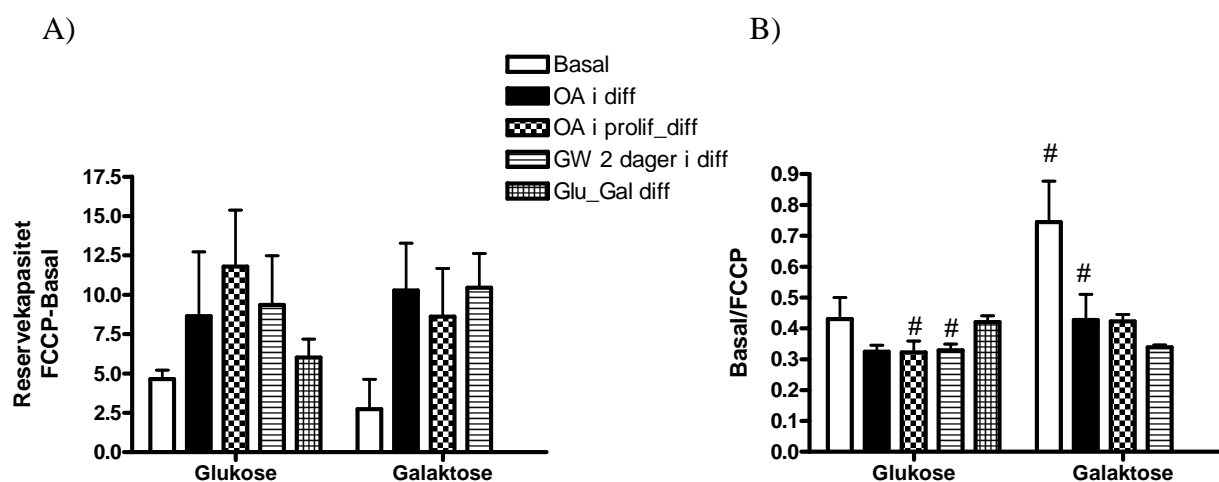 A)
B)
Basal
OA i diff
OA i prolif_diff
GW 2 dager i diff
Glu_Gal diff
Reservekapasitet
FCCP-Basal
17.5
15.0
12.5
10.0
7.5
5.0
2.5
0.0
Glukose
Galaktose
Basal/FCCP
0.9
0.8
0.7
0.6
0.5
0.4
0.3
0.2
0.1
0.0
#
#
#
#
Glukose
Galaktose